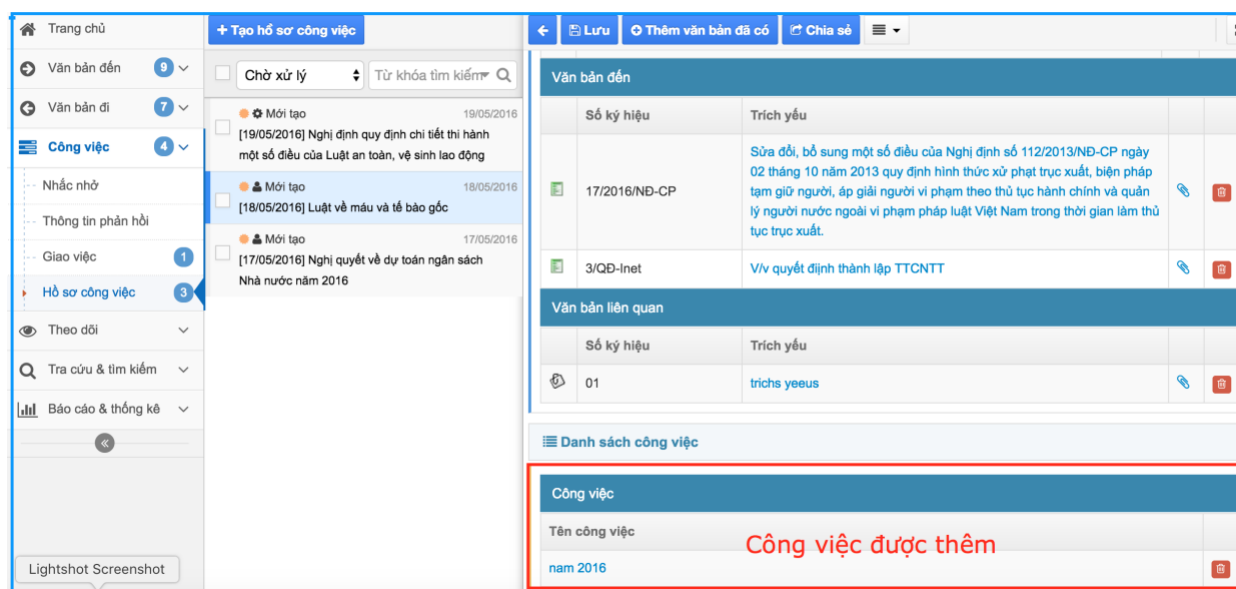 Trang chủ
Văn bản đến 9
Văn bản đi 7
Công việc 4
Nhắc nhở
Thông tin phản hồi
Giao việc 1
Hồ sơ công việc 3
Theo dõi
Tra cứu & tìm kiếm
Báo cáo & thống kê
Lightshot Screenshot
+ Tạo hồ sơ công việc
Chờ xử lý Từ khóa tìm kiếm
Mới tạo 19/05/2016
[19/05/2016] Nghị định quy định chi tiết thi hành
một số điều của Luật an toàn, vệ sinh lao động
Mới tạo 18/05/2016
[18/05/2016] Luật về máu và tế bào gốc
Mới tạo 17/05/2016
[17/05/2016] Nghị quyết về dự toán ngân sách
Nhà nước năm 2016
Lưu Thêm văn bản đã có Chia sẻ
Văn bản đến
Số ký hiệu Trích yếu
17/2016/NĐ-CP
Sửa đổi, bổ sung một số điều của Nghị định số 112/2013/NĐ-CP ngày
02 tháng 10 năm 2013 quy định hình thức xử phạt trục xuất, biện pháp
tạm giữ người, áp giải người vi phạm theo thủ tục hành chính và quản
lý người nước ngoài vi phạm pháp luật Việt Nam trong thời gian làm thủ
tục trục xuất.
3/QĐ-Inet V/v quyết điịnh thành lập TTCNTT
Văn bản liên quan
Số ký hiệu Trích yếu
01 trichs yeeus
Danh sách công việc
Công việc
Tên công việc
Công việc được thêm
nam 2016